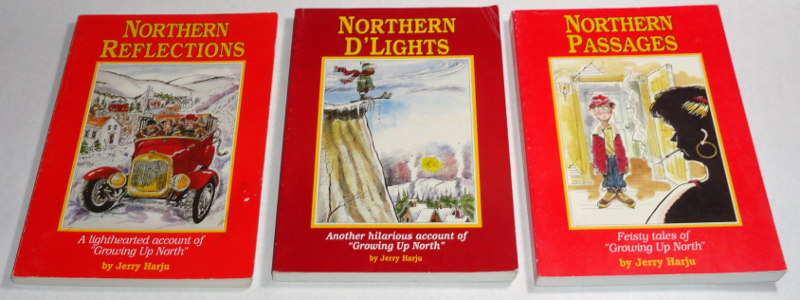 NORTHERN
REFLECTIONS
A lighthearted account of
"Growing Up North"
by Jerry Harju
NORTHERN
D'LIGHTS
Another hilarious account of
"Growing Up North"
by Jerry Harju
NORTHERN
PASSAGES
Feisty tales of
"Growing Up North"
by Jerry Harju